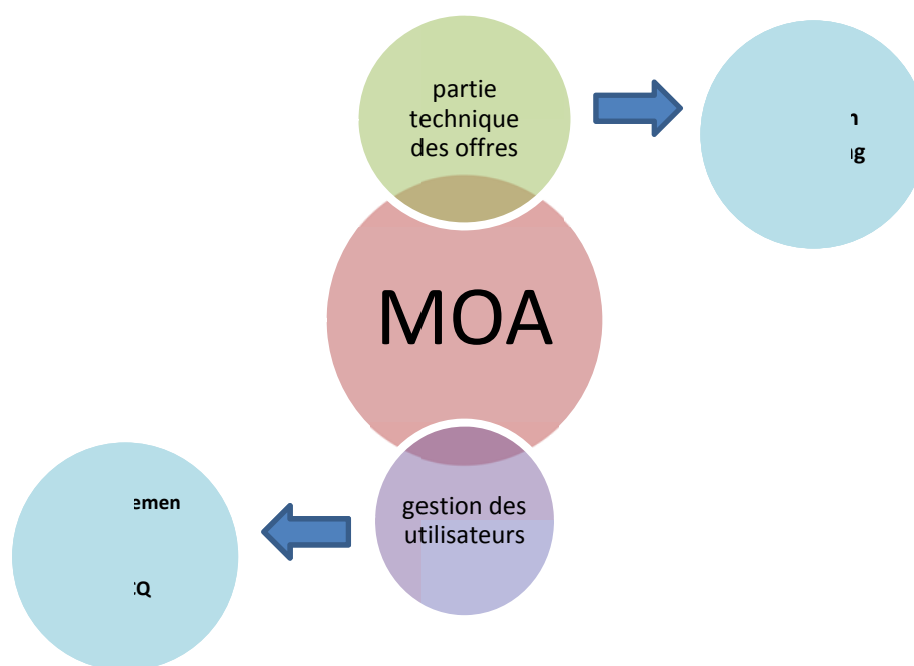 partie
technique
des offres
MOA
gestion des
utilisateurs